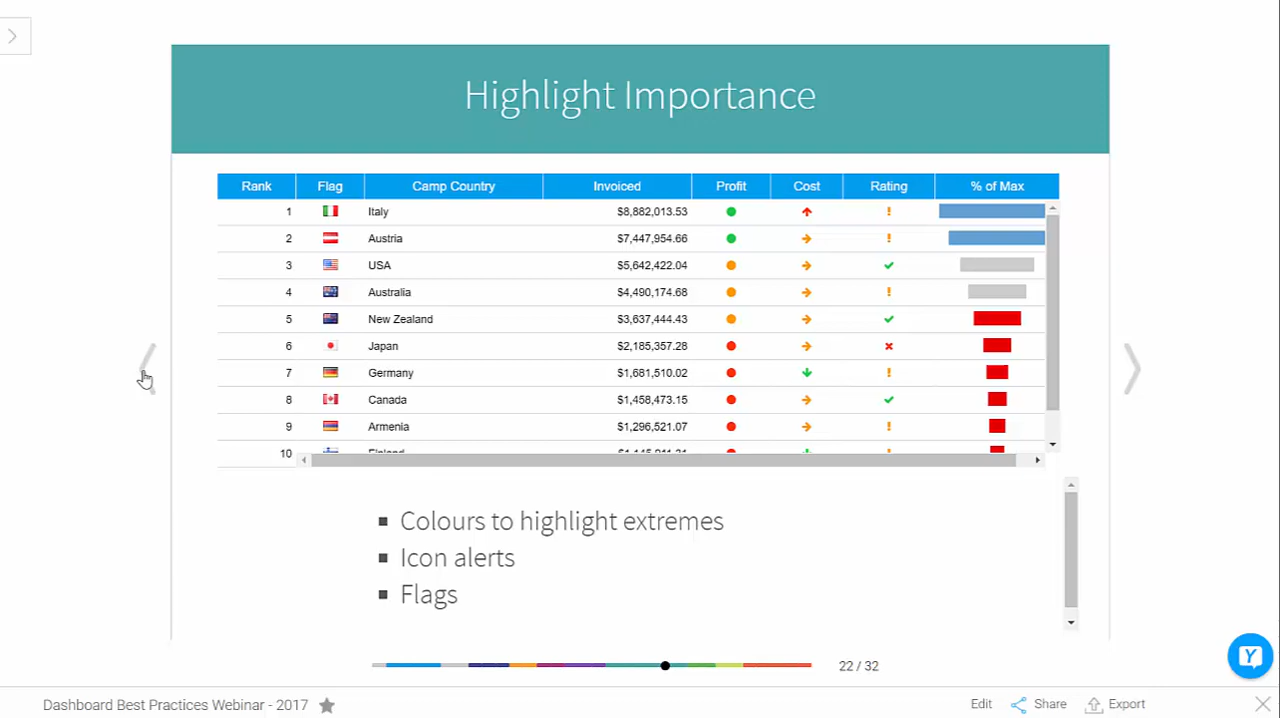 Highlight Importance
Rank Flag Camp Country Invoiced Profit Cost Rating % of Max
1 Italy $8,882,013.53
2 Austria $7,447,954.66
3 USA $5,642,422.04
4 Australia $4,490,174.68
5 New Zealand $3,637,444.43
6 Japan $2,185,357.28
7 Germany $1,681,510.02
8 Canada $1,458,473.15
9 Armenia $1,296,521.07
10 Finland
Colours to highlight extremes
Icon alerts
Flags
22 / 32
Y
Dashboard Best Practices Webinar - 2017 Edit Share Export